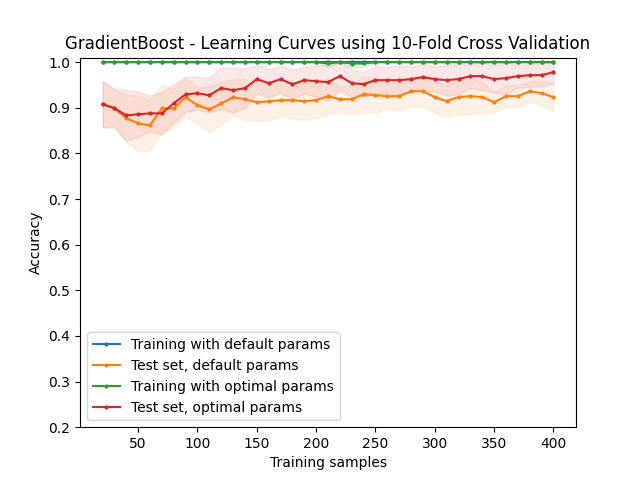 GradientBoost - Learning Curves using 10-Fold Cross Validation
1.0
0.9
0.8
0.7
0.6
0.5
0.4
0.3
0.2
Accuracy
Training with default params
Test set, default params
Training with optimal params
Test set, optimal params
50 100 150 200 250 300 350 400
Training samples